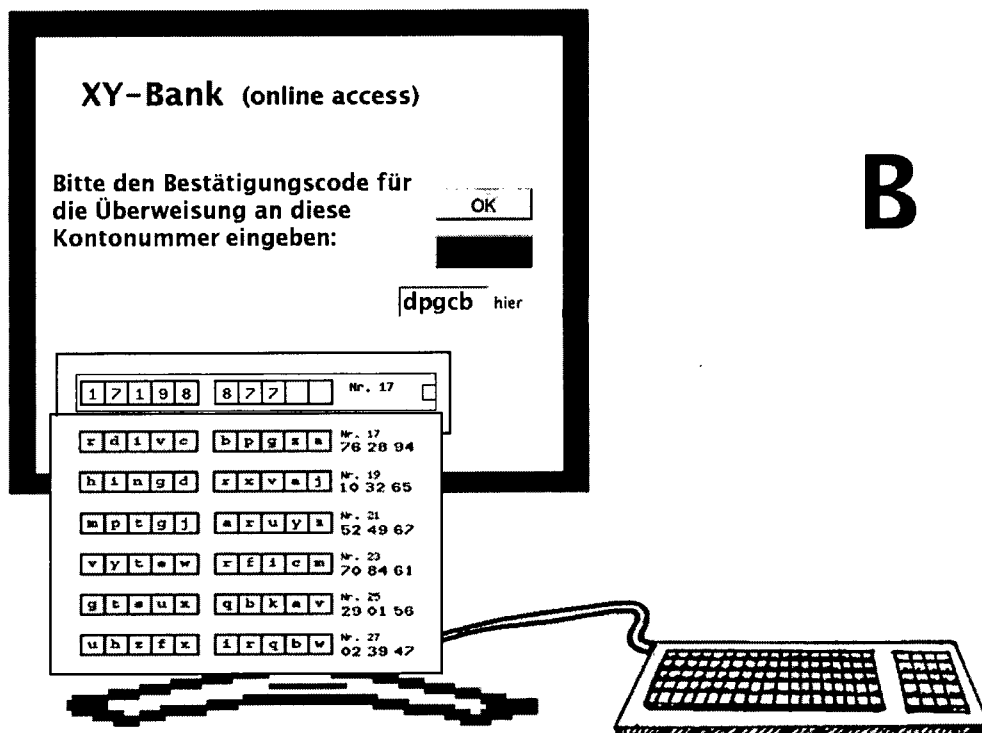 XY-Bank (online access)
B
Bitte den Bestätigungscode für
die Überweisung an diese
Kontonummer eingeben:
OK
dpgcb hier
1 7 1 9 8 8 7 7 Nr. 17
r d i v c b p g z a Nr. 17
76 28 94
h i n g d r x v e j Nr. 19
10 32 65
m p t g j a r u y z Nr. 21
52 49 67
v y t e w r f i c m Nr. 23
70 84 61
g t e u x q b k a v Nr. 25
29 01 56
u h z f x i r q b w Nr. 27
02 39 47